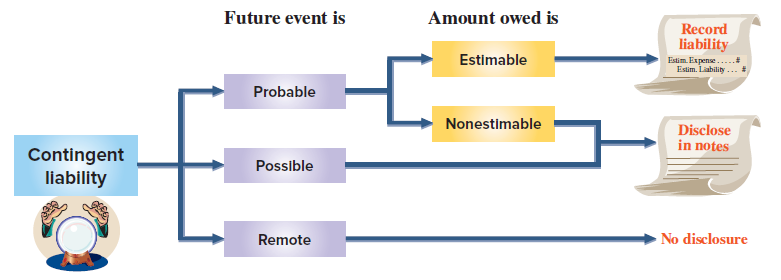 Future event is
Amount owed is
Record
liability
Estim. Expense ..... #
Estim. Liability ... #
Estimable
Probable
Nonestimable
Disclose
in notes
Contingent
liability
Possible
Remote
No disclosure